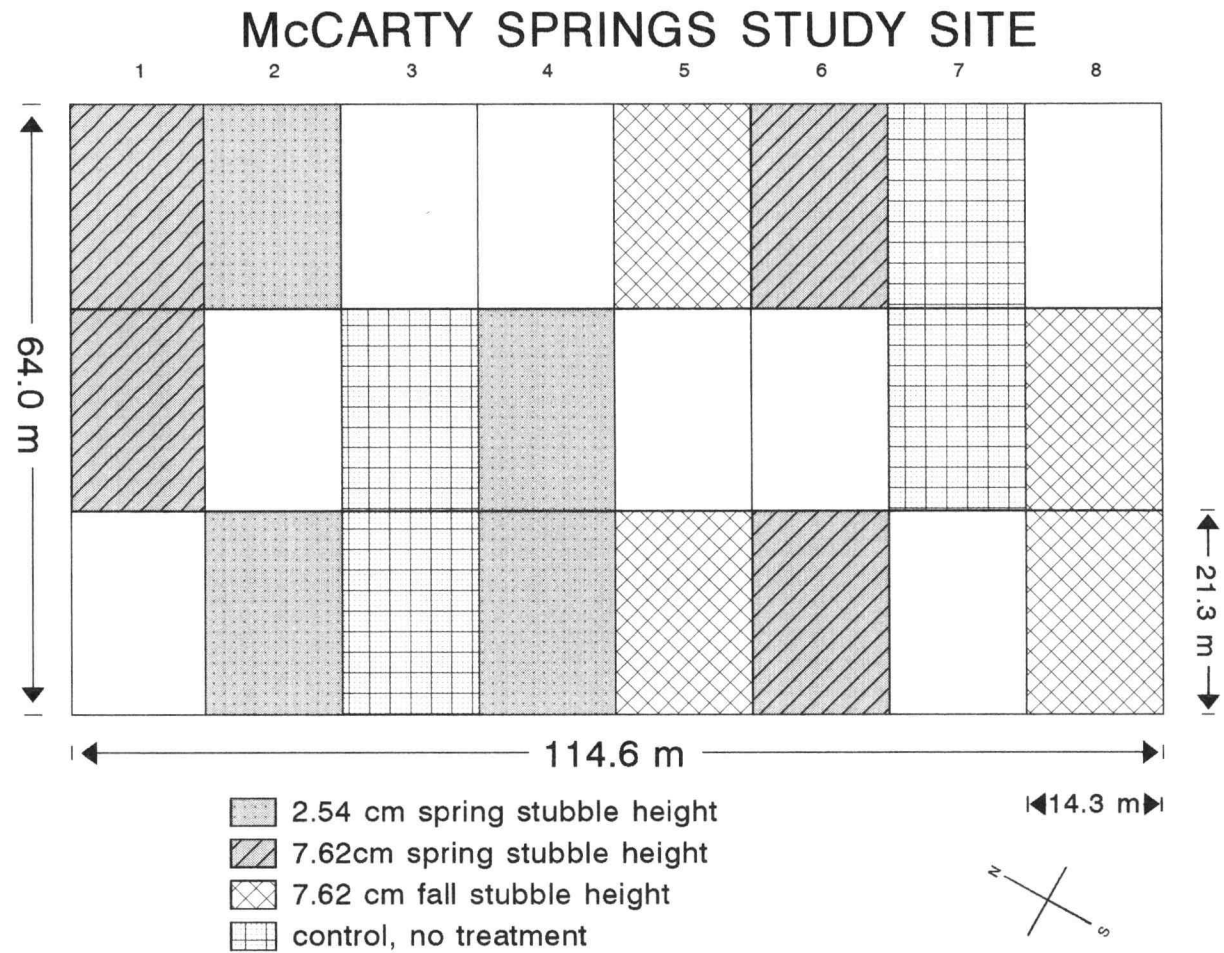 McCARTY SPRINGS STUDY SITE
1 2 3 4 5 6 7 8
64.0 m
21.3 m
114.6 m
14.3 m
2.54 cm spring stubble height
7.62cm spring stubble height
7.62 cm fall stubble height
control, no treatment
N
S